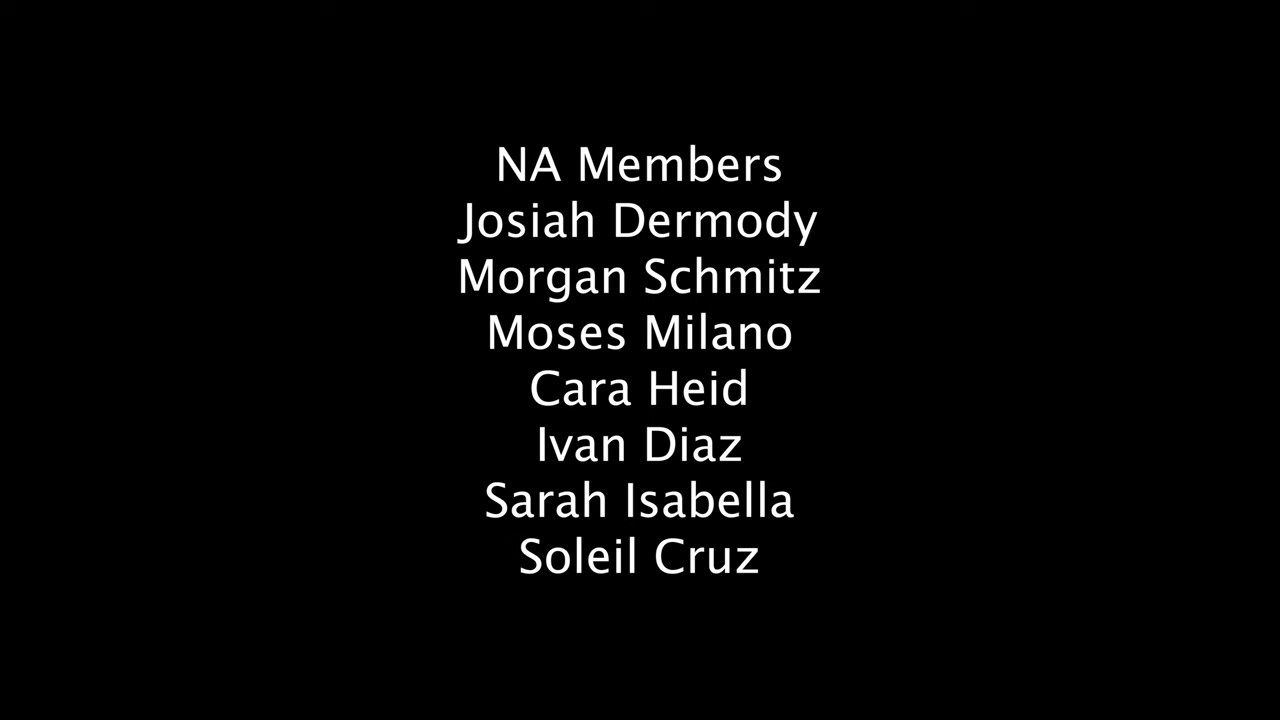 NA Members
Josiah Dermody
Morgan Schmitz
Moses Milano
Cara Heid
Ivan Diaz
Sarah Isabella
Soleil Cruz